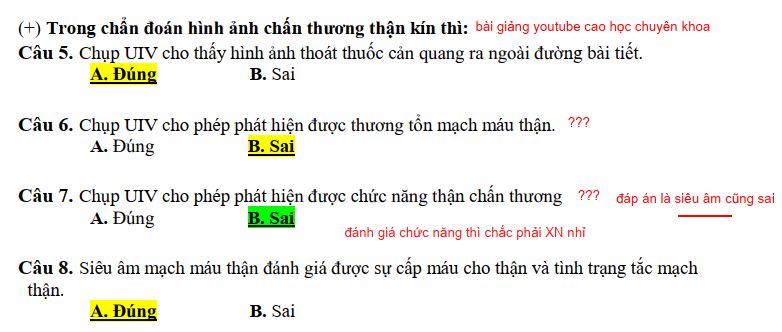 (+) Trong chẩn đoán hình ảnh chấn thương thận kín thì: bài giảng youtube cao học chuyên khoa
Câu 5. Chụp UIV cho thấy hình ảnh thoát thuốc cản quang ra ngoài đường bài tiết.
A. Đúng B. Sai
Câu 6. Chụp UIV cho phép phát hiện được thương tổn mạch máu thận. ???
A. Đúng B. Sai
Câu 7. Chụp UIV cho phép phát hiện được chức năng thận chấn thương ??? đáp án là siêu âm cũng sai
A. Đúng B. Sai
đánh giá chức năng thì chắc phải XN nhỉ
Câu 8. Siêu âm mạch máu thận đánh giá được sự cấp máu cho thận và tình trạng tắc mạch
thận.
A. Đúng B. Sai